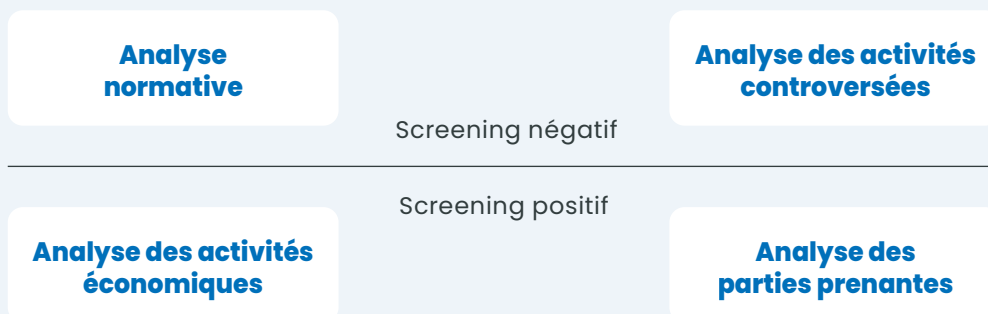 Analyse
normative
Analyse des activités
controversées
Screening négatif
Screening positif
Analyse des activités
économiques
Analyse des
parties prenantes